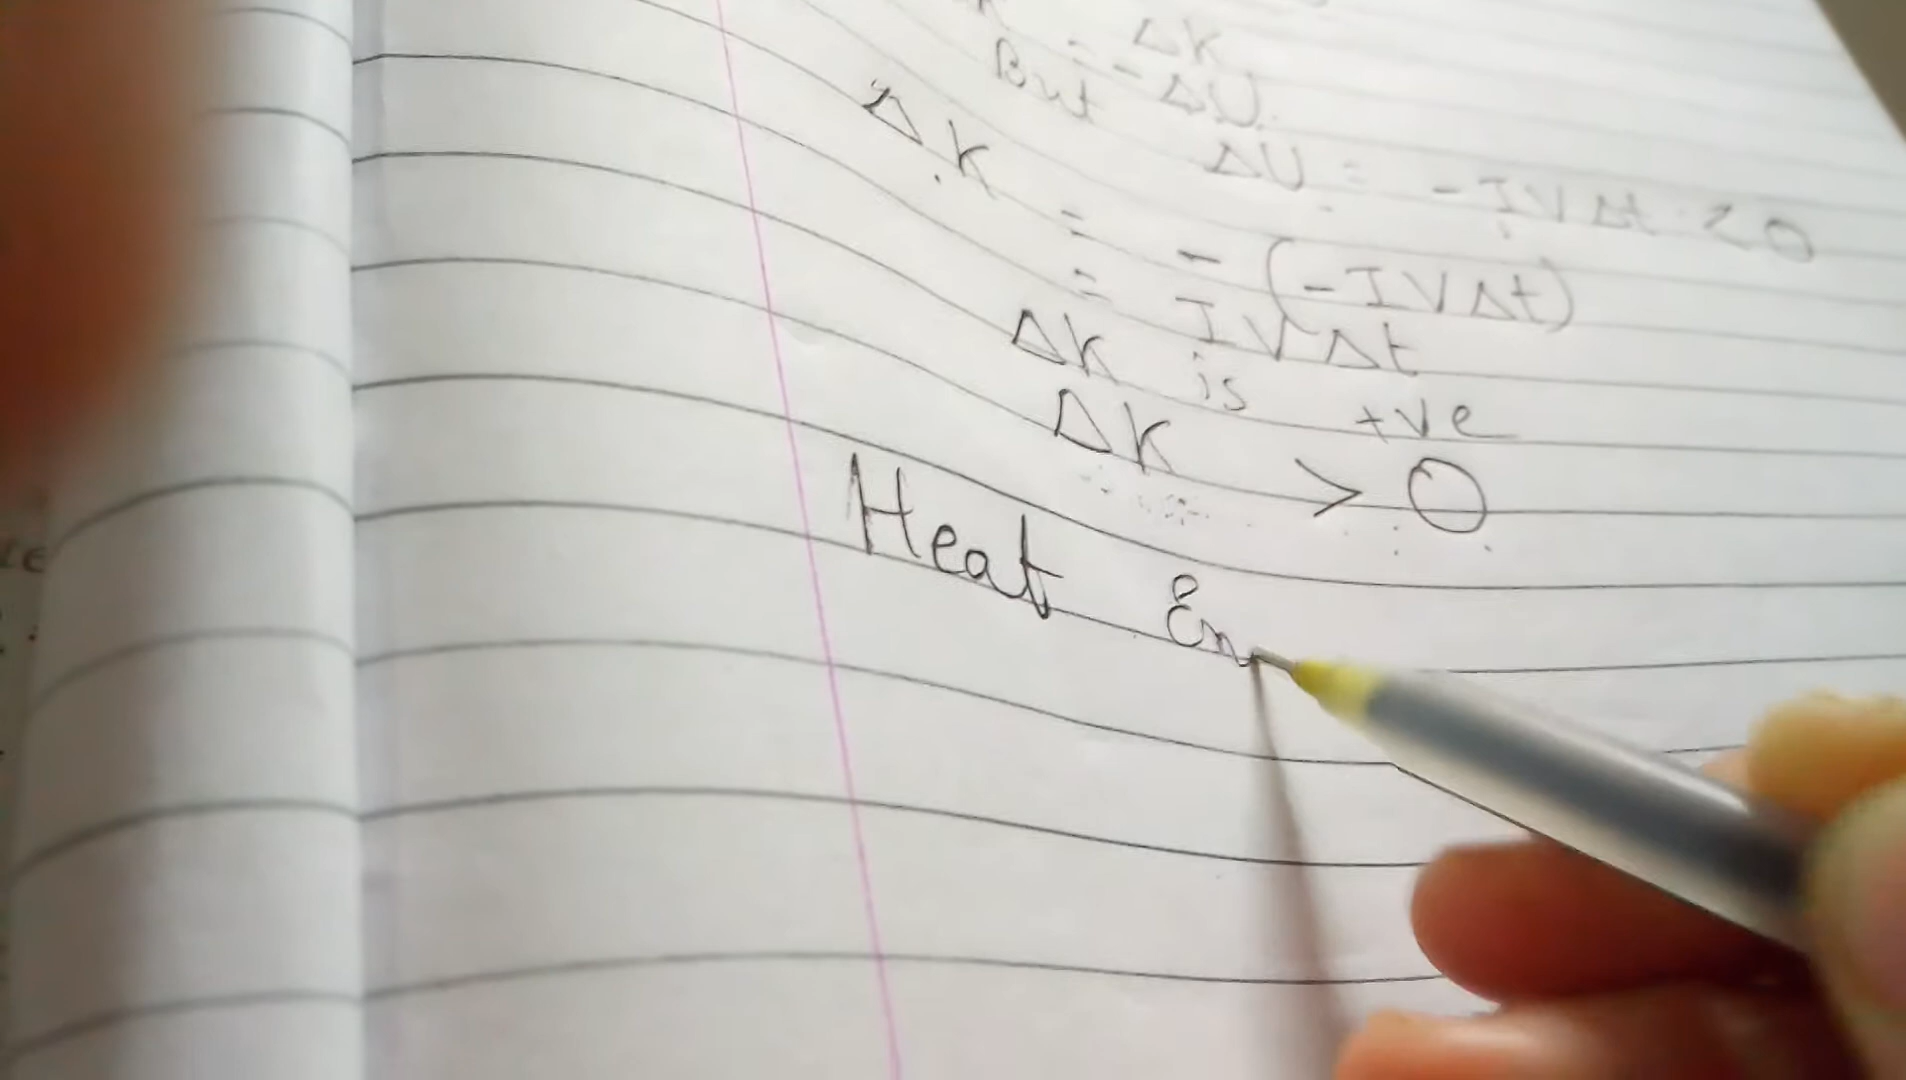 = ΔK
But = -ΔU
ΔU = -IVΔt < 0
ΔK = -(-IVΔt)
= IVΔt
ΔK is +ve
ΔK > 0
Heat En